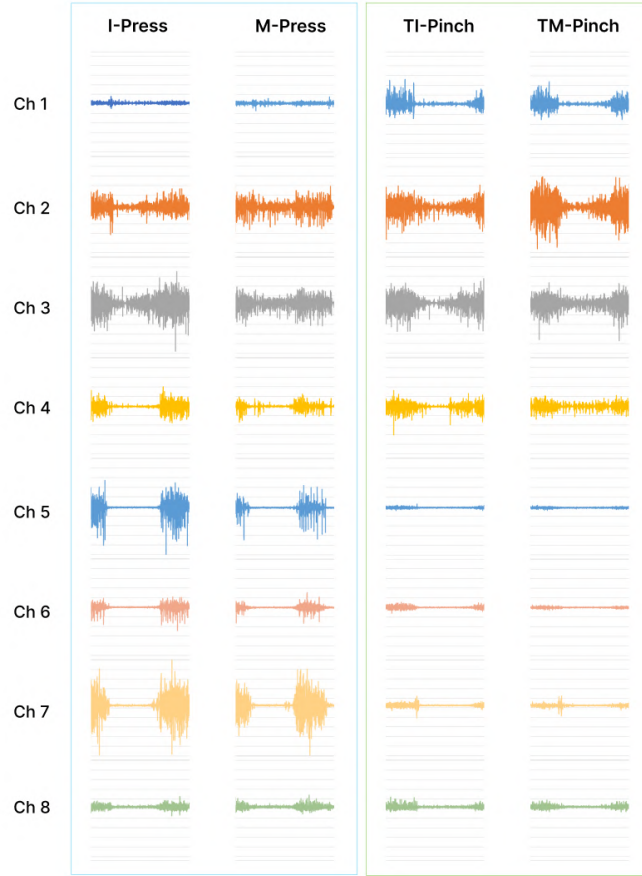 I-Press M-Press TI-Pinch TM-Pinch
Ch 1
Ch 2
Ch 3
Ch 4
Ch 5
Ch 6
Ch 7
Ch 8